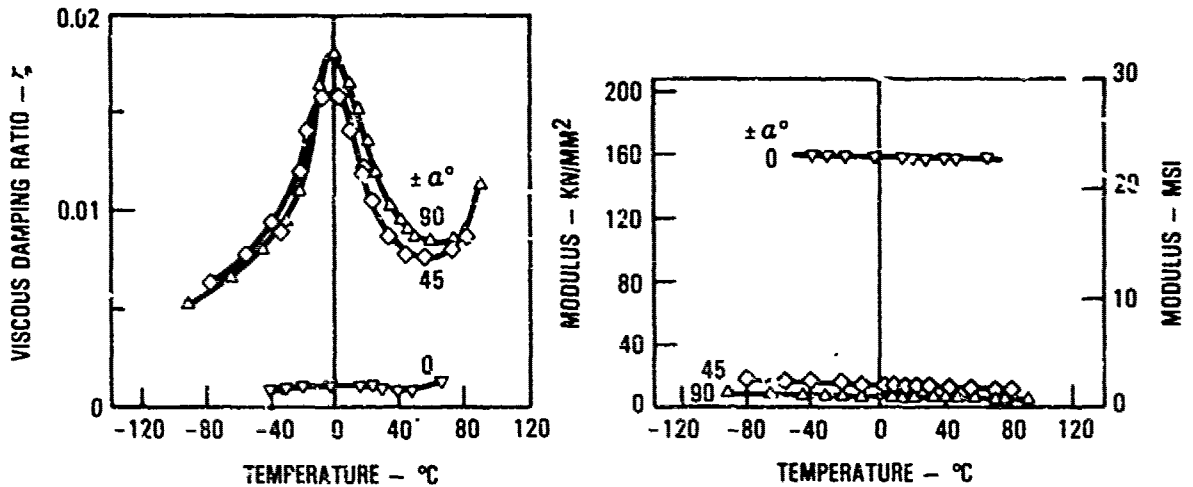 VISCOUS DAMPING RATIO – ζ
0.02
0.01
0
± a°
90
45
0
-120 -80 -40 0 40 80 120
TEMPERATURE – °C
MODULUS – KN/MM²
200
160
120
80
40
0
± a°
0
45
90
-120 -80 -40 0 40 80 120
TEMPERATURE – °C
30
10
0
MODULUS – MSI